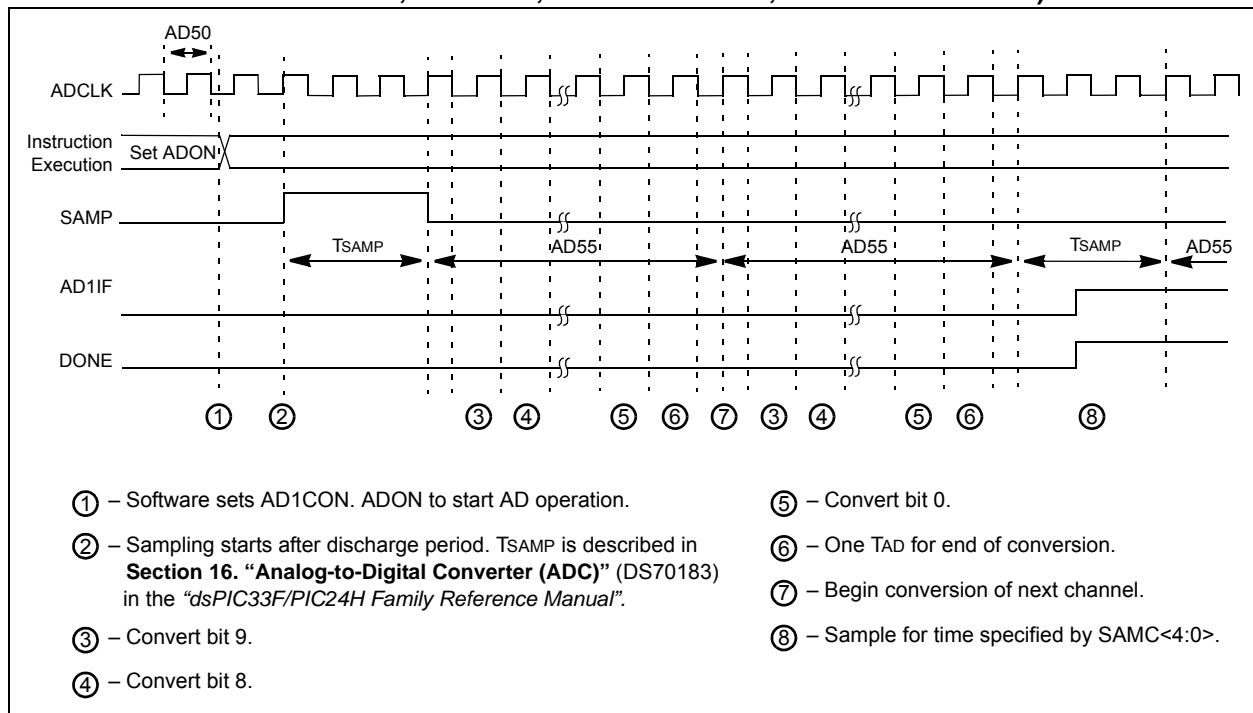 AD50
ADCLK
Instruction
Execution
Set ADON
SAMP
TSAMP
AD55
AD55
TSAMP
AD55
AD1IF
DONE
1 2 3 4 5 6 7 3 4 5 6 8
① – Software sets AD1CON. ADON to start AD operation.
② – Sampling starts after discharge period. TSAMP is described in
Section 16. “Analog-to-Digital Converter (ADC)” (DS70183)
in the “dsPIC33F/PIC24H Family Reference Manual”.
③ – Convert bit 9.
④ – Convert bit 8.
⑤ – Convert bit 0.
⑥ – One TAD for end of conversion.
⑦ – Begin conversion of next channel.
⑧ – Sample for time specified by SAMC<4:0>.